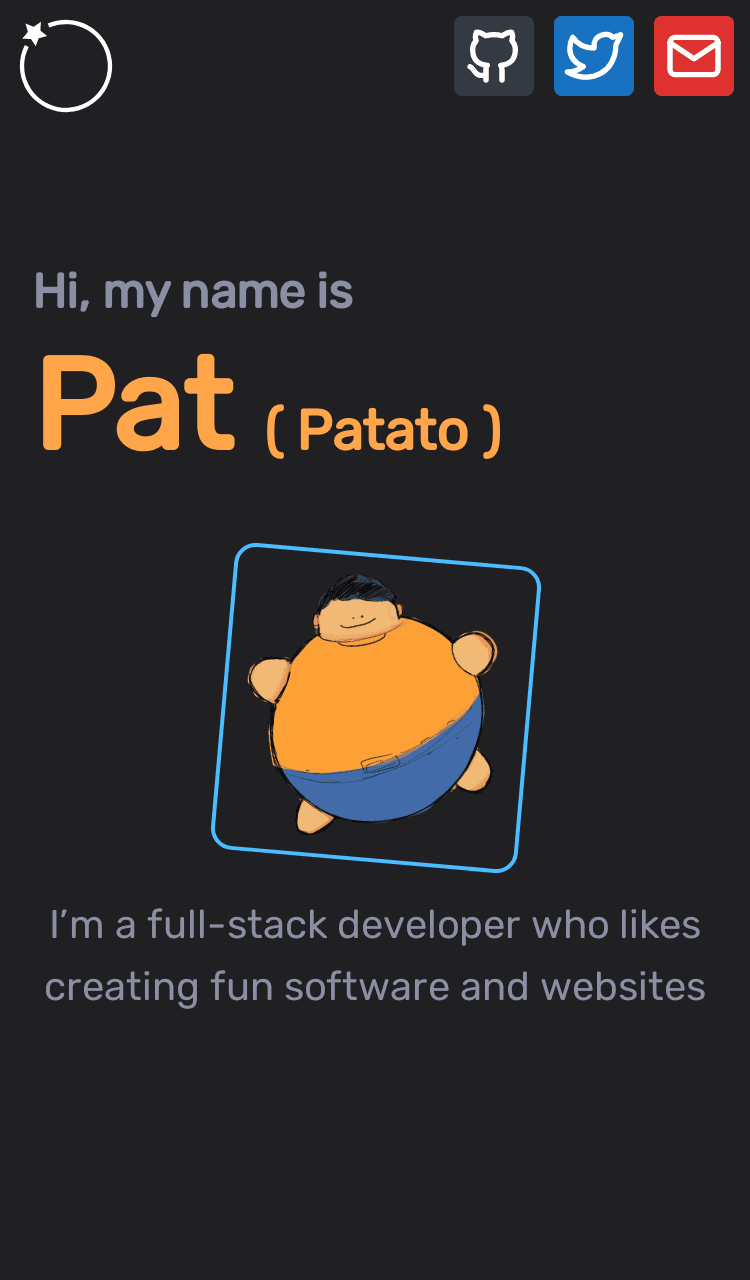 Hi, my name is
Pat ( Patato )
I’m a full-stack developer who likes
creating fun software and websites